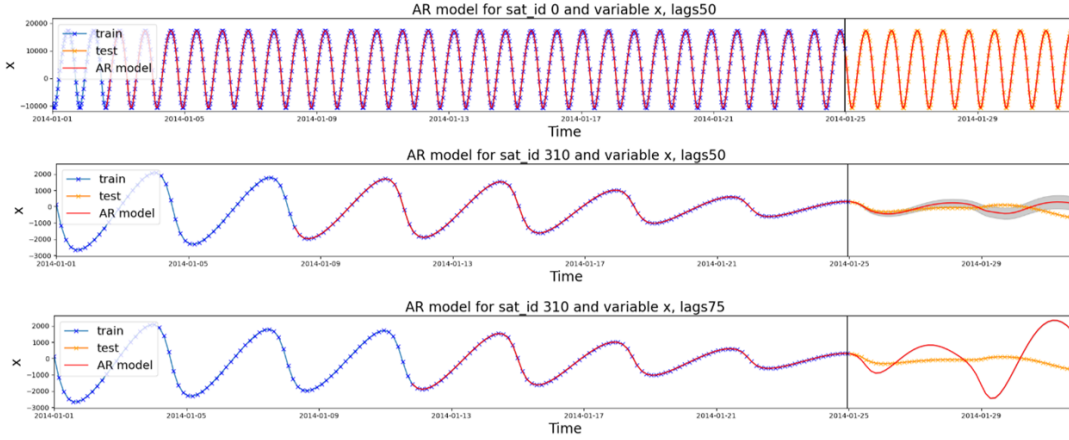 AR model for sat_id 0 and variable x, lags50
20000
10000
0
-10000
x
train
test
AR model
2014-01-01
2014-01-05
2014-01-09
2014-01-13
2014-01-17
2014-01-21
2014-01-25
2014-01-29
Time
AR model for sat_id 310 and variable x, lags50
2000
1000
0
-1000
-2000
-3000
x
train
test
AR model
2014-01-01
2014-01-05
2014-01-09
2014-01-13
2014-01-17
2014-01-21
2014-01-25
2014-01-29
Time
AR model for sat_id 310 and variable x, lags75
2000
1000
0
-1000
-2000
-3000
x
train
test
AR model
2014-01-01
2014-01-05
2014-01-09
2014-01-13
2014-01-17
2014-01-21
2014-01-25
2014-01-29
Time